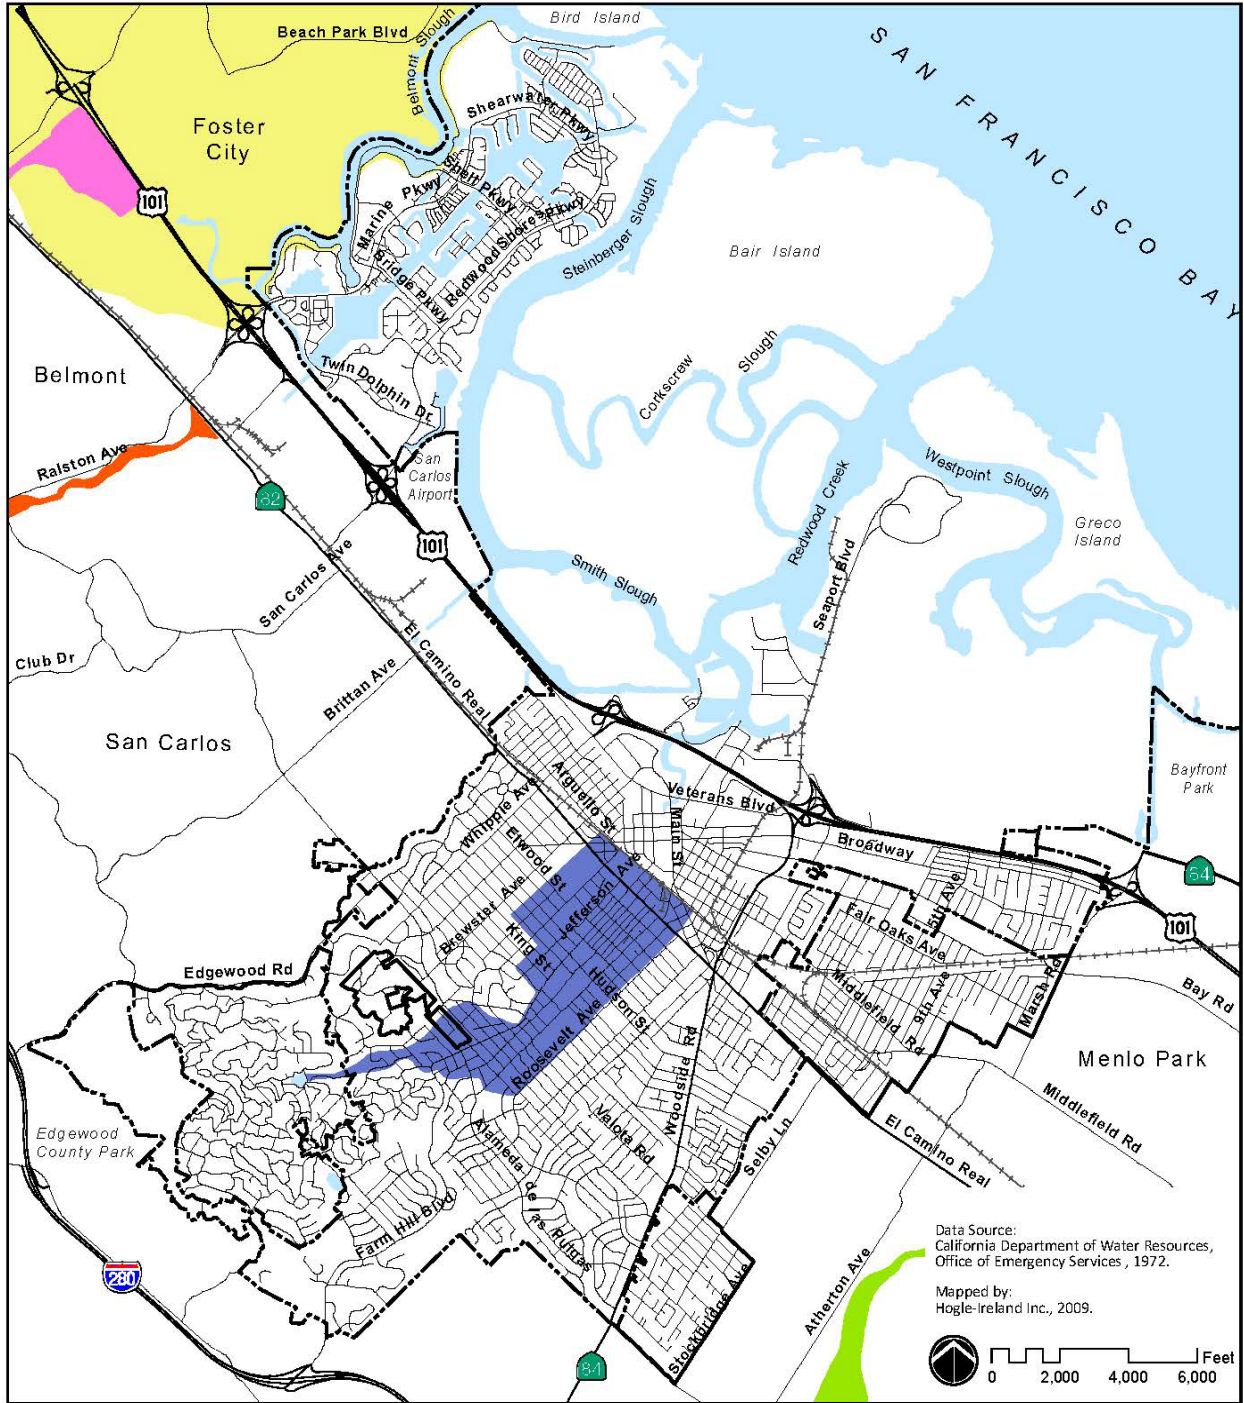 Bird Island
Beach Park Blvd
Belmont Slough
SAN FRANCISCO BAY
Foster
City
Shearwater Pkwy
Shell Pkwy
Marine Pkwy
Redwood Shores Pkwy
Bridge Pkwy
Steinberger Slough
Bair Island
101
Belmont
Twin Dolphin Dr
Corkscrew Slough
Ralston Ave
San
Carlos
Airport
82
Westpoint Slough
Redwood Creek
Greco
Island
101
San Carlos Ave
Smith Slough
Seaport Blvd
Club Dr
Brittan Ave
El Camino Real
San Carlos
Bayfront
Park
Arguello St
Whipple Ave
Veterans Blvd
Main St
Broadway
Elwood St
Jefferson Ave
84
Brewster Ave
King St
5th Ave
Fair Oaks Ave
101
Edgewood Rd
Hudson St
Middlefield Rd
9th Ave
Marsh Rd
Bay Rd
Roosevelt Ave
Woodside Rd
Menlo Park
Edgewood
County Park
Alameda de las Pulgas
Valota Rd
Selby Ln
El Camino Real
Middlefield Rd
Farm Hill Blvd
280
Stockbridge Ave
Atherton Ave
84
Data Source:
California Department of Water Resources,
Office of Emergency Services , 1972.
Mapped by:
Hogle-Ireland Inc., 2009.
Feet
0 2,000 4,000 6,000